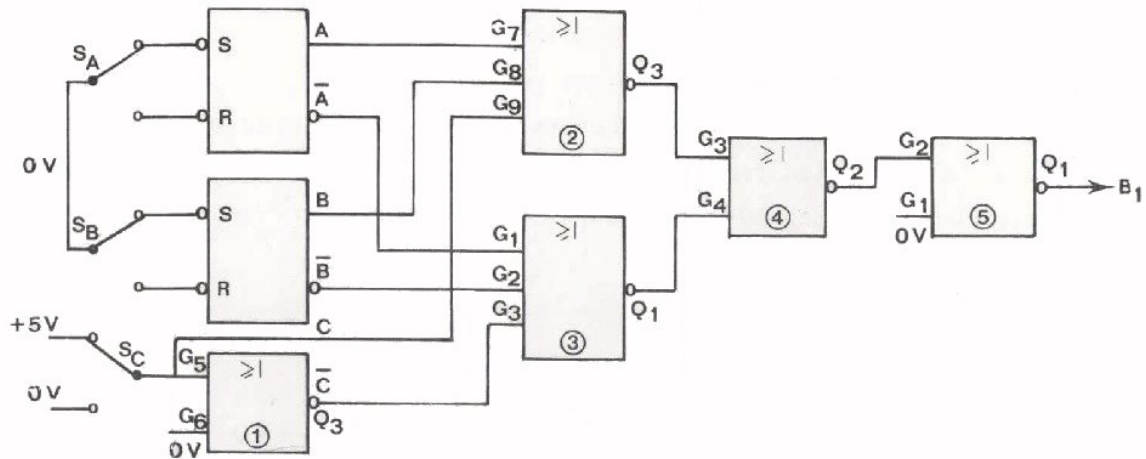 S_A
0 V
S_B
+5V
0V
S_C
S
R
A
A̅
S
R
B
B̅
C
G5
G6
0V
≥1
①
C̅
Q3
G7
G8
G9
≥1
②
Q3
G1
G2
G3
≥1
③
Q1
G3
G4
≥1
④
Q2
G2
G1
0V
≥1
⑤
Q1
B1